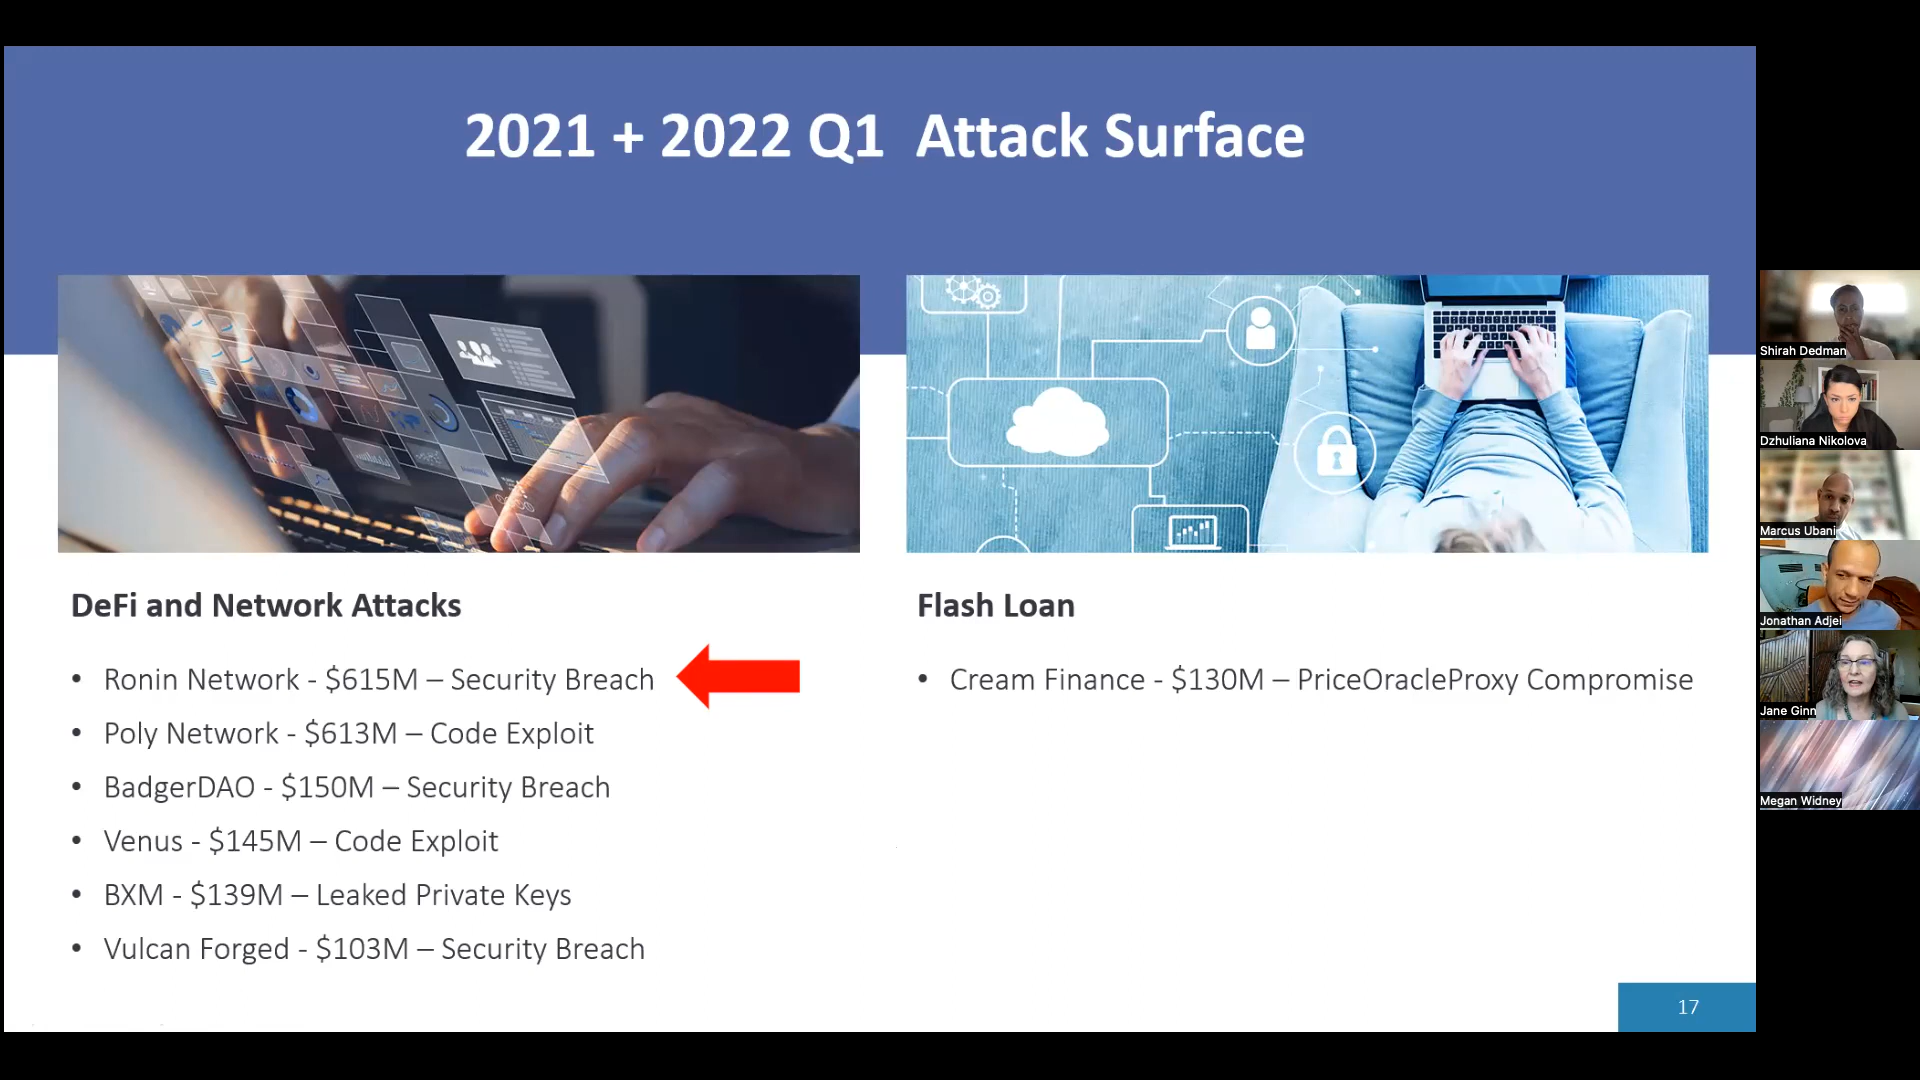 2021 + 2022 Q1 Attack Surface
DeFi and Network Attacks
• Ronin Network - $615M – Security Breach
• Poly Network - $613M – Code Exploit
• BadgerDAO - $150M – Security Breach
• Venus - $145M – Code Exploit
• BXM - $139M – Leaked Private Keys
• Vulcan Forged - $103M – Security Breach
Flash Loan
• Cream Finance - $130M – PriceOracleProxy Compromise
17
Shirah Dedman
Dzhuliana Nikolova
Marcus Ubani
Jonathan Adjei
Jane Ginn
Megan Widney